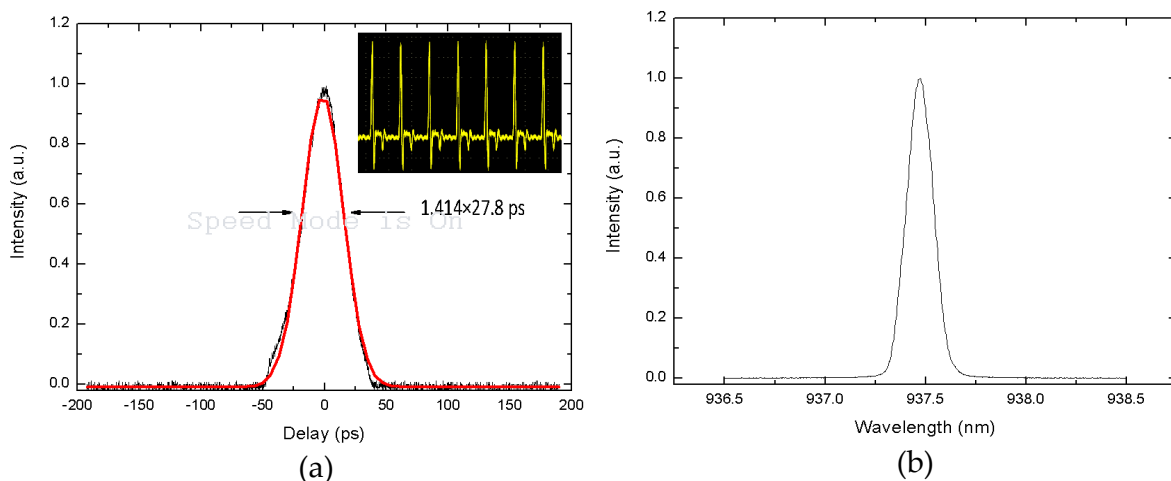 1.2
1.0
0.8
0.6
0.4
0.2
0.0
Intensity (a.u.)
1.414×27.8 ps
Speed Mode is On
-200 -150 -100 -50 0 50 100 150 200
Delay (ps)
(a)
1.2
1.0
0.8
0.6
0.4
0.2
0.0
Intensity (a.u.)
936.5 937.0 937.5 938.0 938.5
Wavelength (nm)
(b)